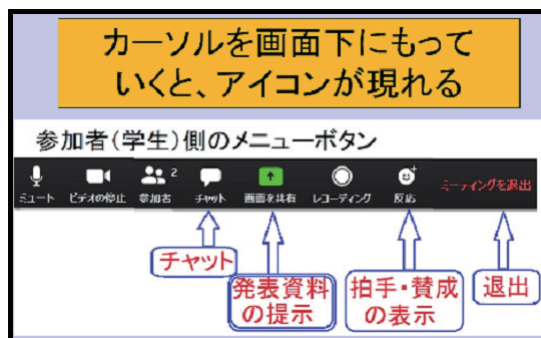 カーソルを画面下にもって
いくと、アイコンが現れる
参加者(学生)側のメニューボタン
2
ミュート ビデオの停止 参加者 チャット 画面を共有 レコーディング 反応 ミーティングを退出
チャット
発表資料
の提示
拍手・賛成
の表示
退出